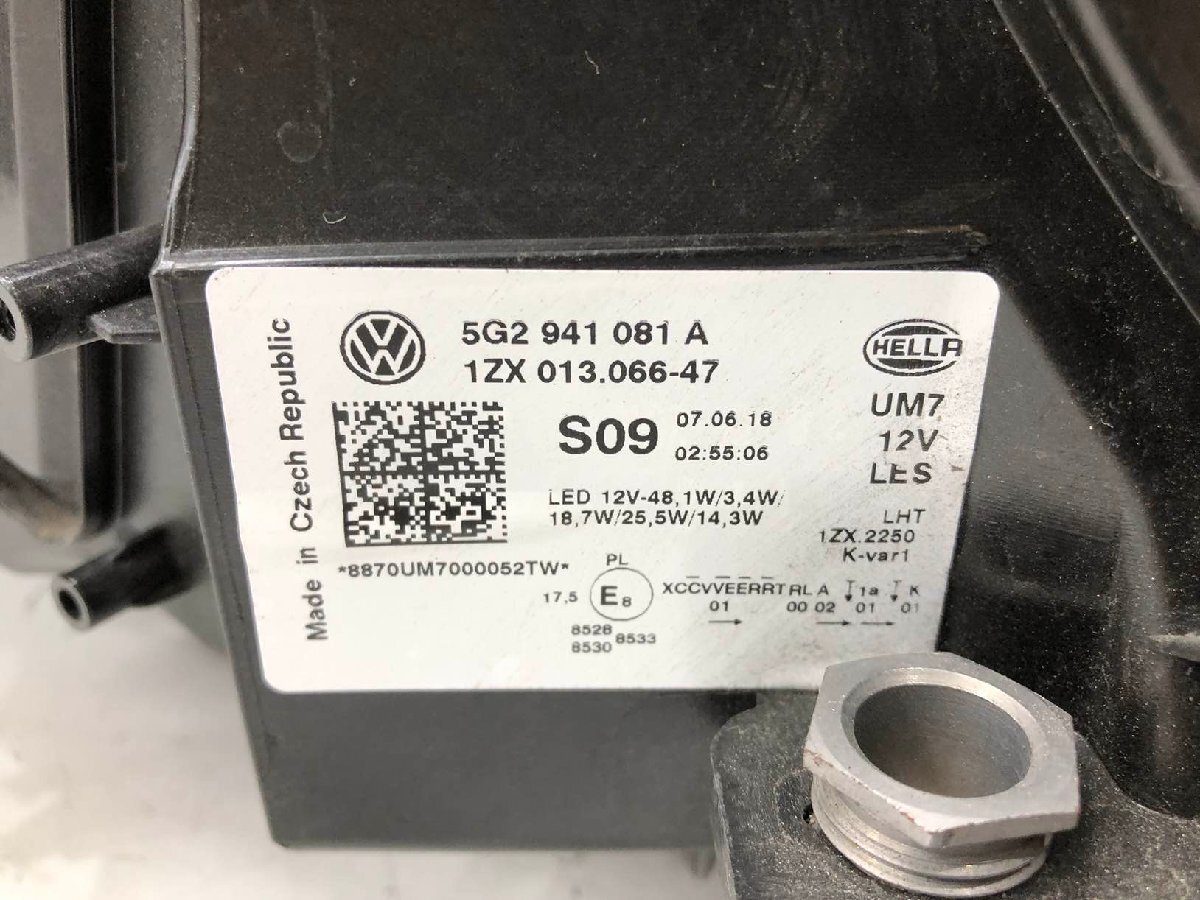 Made in Czech Republic
5G2 941 081 A
1ZX 013.066-47
HELLA
S09
07.06.18
02:55:06
UM7
12V
LES
LED 12V-48,1W/3,4W/
18,7W/25,5W/14,3W
LHT
1ZX.2250
K-var1
*8870UM7000052TW*
PL
17,5
E8
8528
8530
8533
XCCVVEERRT RL A 1a K
01 00 02 01 01